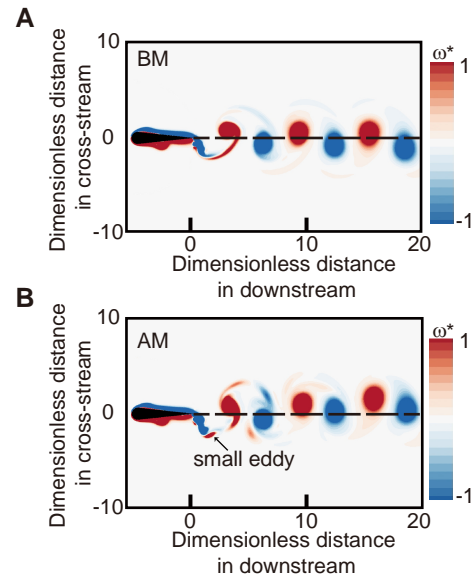 A
BM
ω*
10
1
0
-10
-1
0
10
20
Dimensionless distance
in cross-stream
Dimensionless distance
in downstream
B
AM
ω*
10
1
0
small eddy
-10
-1
0
10
20
Dimensionless distance
in cross-stream
Dimensionless distance
in downstream